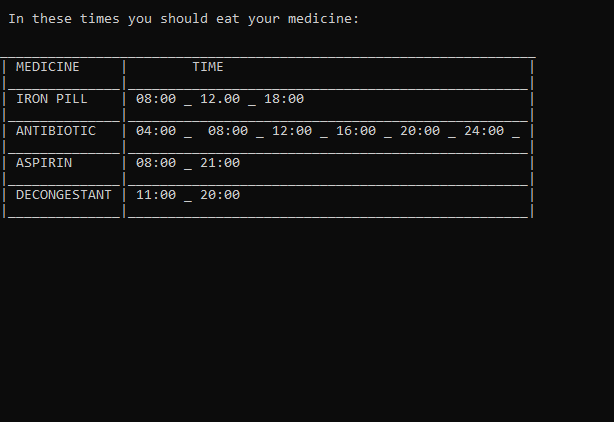 In these times you should eat your medicine:
MEDICINE TIME
IRON PILL 08:00 _ 12.00 _ 18:00
ANTIBIOTIC 04:00 _ 08:00 _ 12:00 _ 16:00 _ 20:00 _ 24:00 _
ASPIRIN 08:00 _ 21:00
DECONGESTANT 11:00 _ 20:00